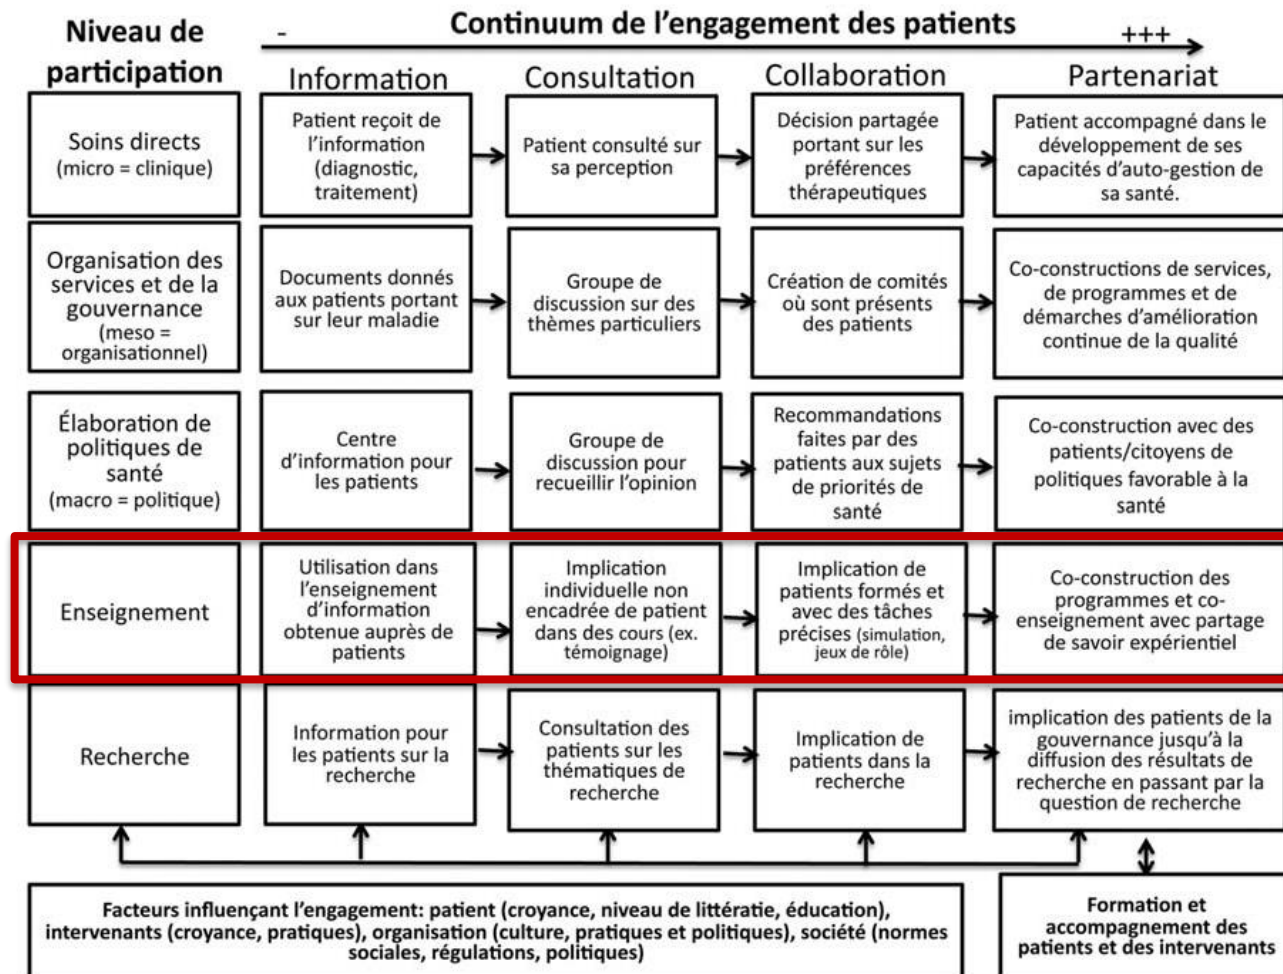 Niveau de
participation
Continuum de l’engagement des patients
-
+++
Information
Consultation
Collaboration
Partenariat
Soins directs
(micro = clinique)
Patient reçoit de
l’information
(diagnostic,
traitement)
Patient consulté sur
sa perception
Décision partagée
portant sur les
préférences
thérapeutiques
Patient accompagné dans le
développement de ses
capacités d’auto-gestion de
sa santé.
Organisation des
services et de la
gouvernance
(meso =
organisationnel)
Documents donnés
aux patients portant
sur leur maladie
Groupe de
discussion sur des
thèmes particuliers
Création de comités
où sont présents
des patients
Co-constructions de services,
de programmes et de
démarches d’amélioration
continue de la qualité
Élaboration de
politiques de
santé
(macro = politique)
Centre
d’information pour
les patients
Groupe de
discussion pour
recueillir l’opinion
Recommandations
faites par des
patients aux sujets
de priorités de
santé
Co-construction avec des
patients/citoyens de
politiques favorable à la
santé
Enseignement
Utilisation dans
l’enseignement
d’information
obtenue auprès de
patients
Implication
individuelle non
encadrée de patient
dans des cours (ex.
témoignage)
Implication de
patients formés et
avec des tâches
précises (simulation,
jeux de rôle)
Co-construction des
programmes et co-
enseignement avec partage
de savoir expérientiel
Recherche
Information pour
les patients sur la
recherche
Consultation des
patients sur les
thématiques de
recherche
Implication de
patients dans la
recherche
implication des patients de la
gouvernance jusqu’à la
diffusion des résultats de
recherche en passant par la
question de recherche
Facteurs influençant l’engagement: patient (croyance, niveau de littératie, éducation),
intervenants (croyance, pratiques), organisation (culture, pratiques et politiques), société (normes
sociales, régulations, politiques)
Formation et
accompagnement des
patients et des intervenants